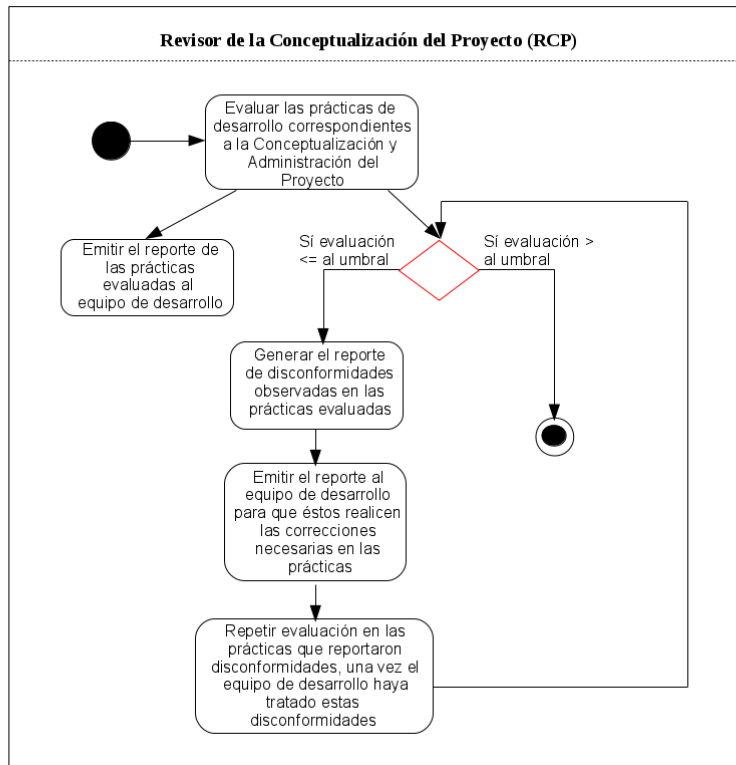 Revisor de la Conceptualización del Proyecto (RCP)
Evaluar las prácticas de
desarrollo correspondientes
a la Conceptualización y
Administración del
Proyecto
Emitir el reporte de
las prácticas
evaluadas al
equipo de desarrollo
Sí evaluación
<= al umbral
Sí evaluación >
al umbral
Generar el reporte
de disconformidades
observadas en las
prácticas evaluadas
Emitir el reporte al
equipo de desarrollo
para que éstos realicen
las correcciones
necesarias en las
prácticas
Repetir evaluación en las
prácticas que reportaron
disconformidades, una vez el
equipo de desarrollo haya
tratado estas
disconformidades